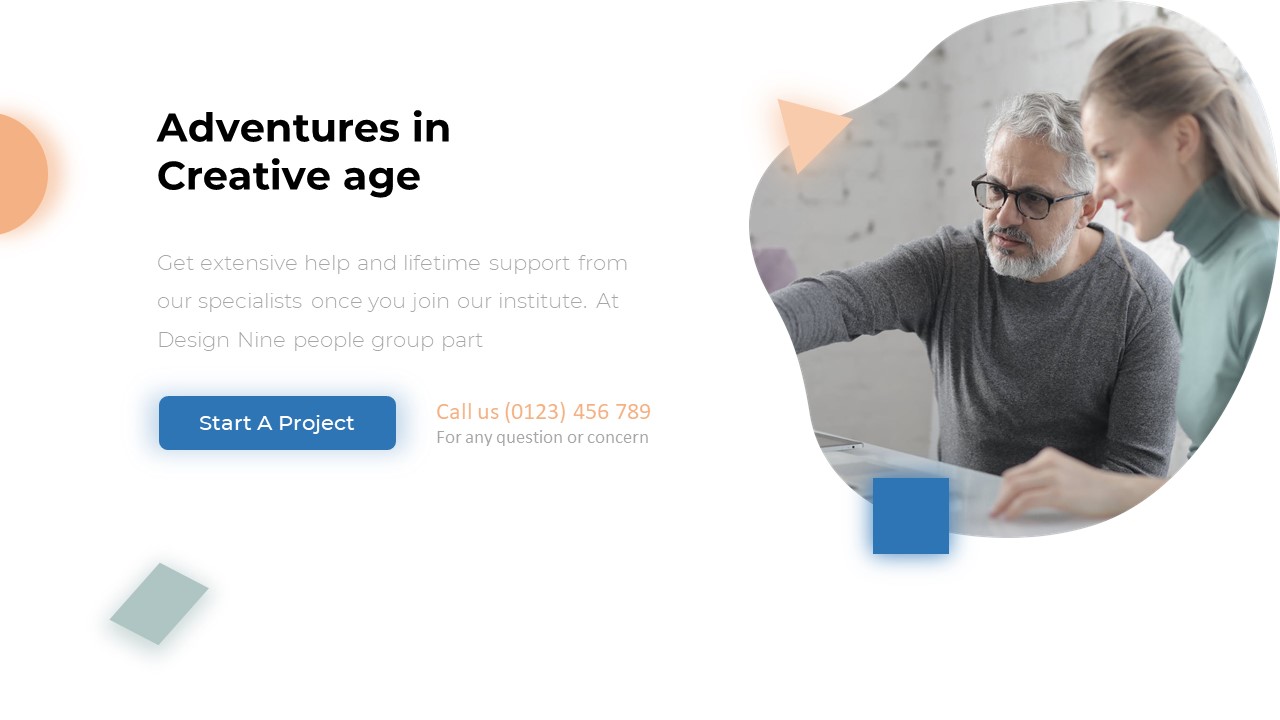 Adventures in
Creative age
Get extensive help and lifetime support from
our specialists once you join our institute. At
Design Nine people group part
Start A Project
Call us (0123) 456 789
For any question or concern